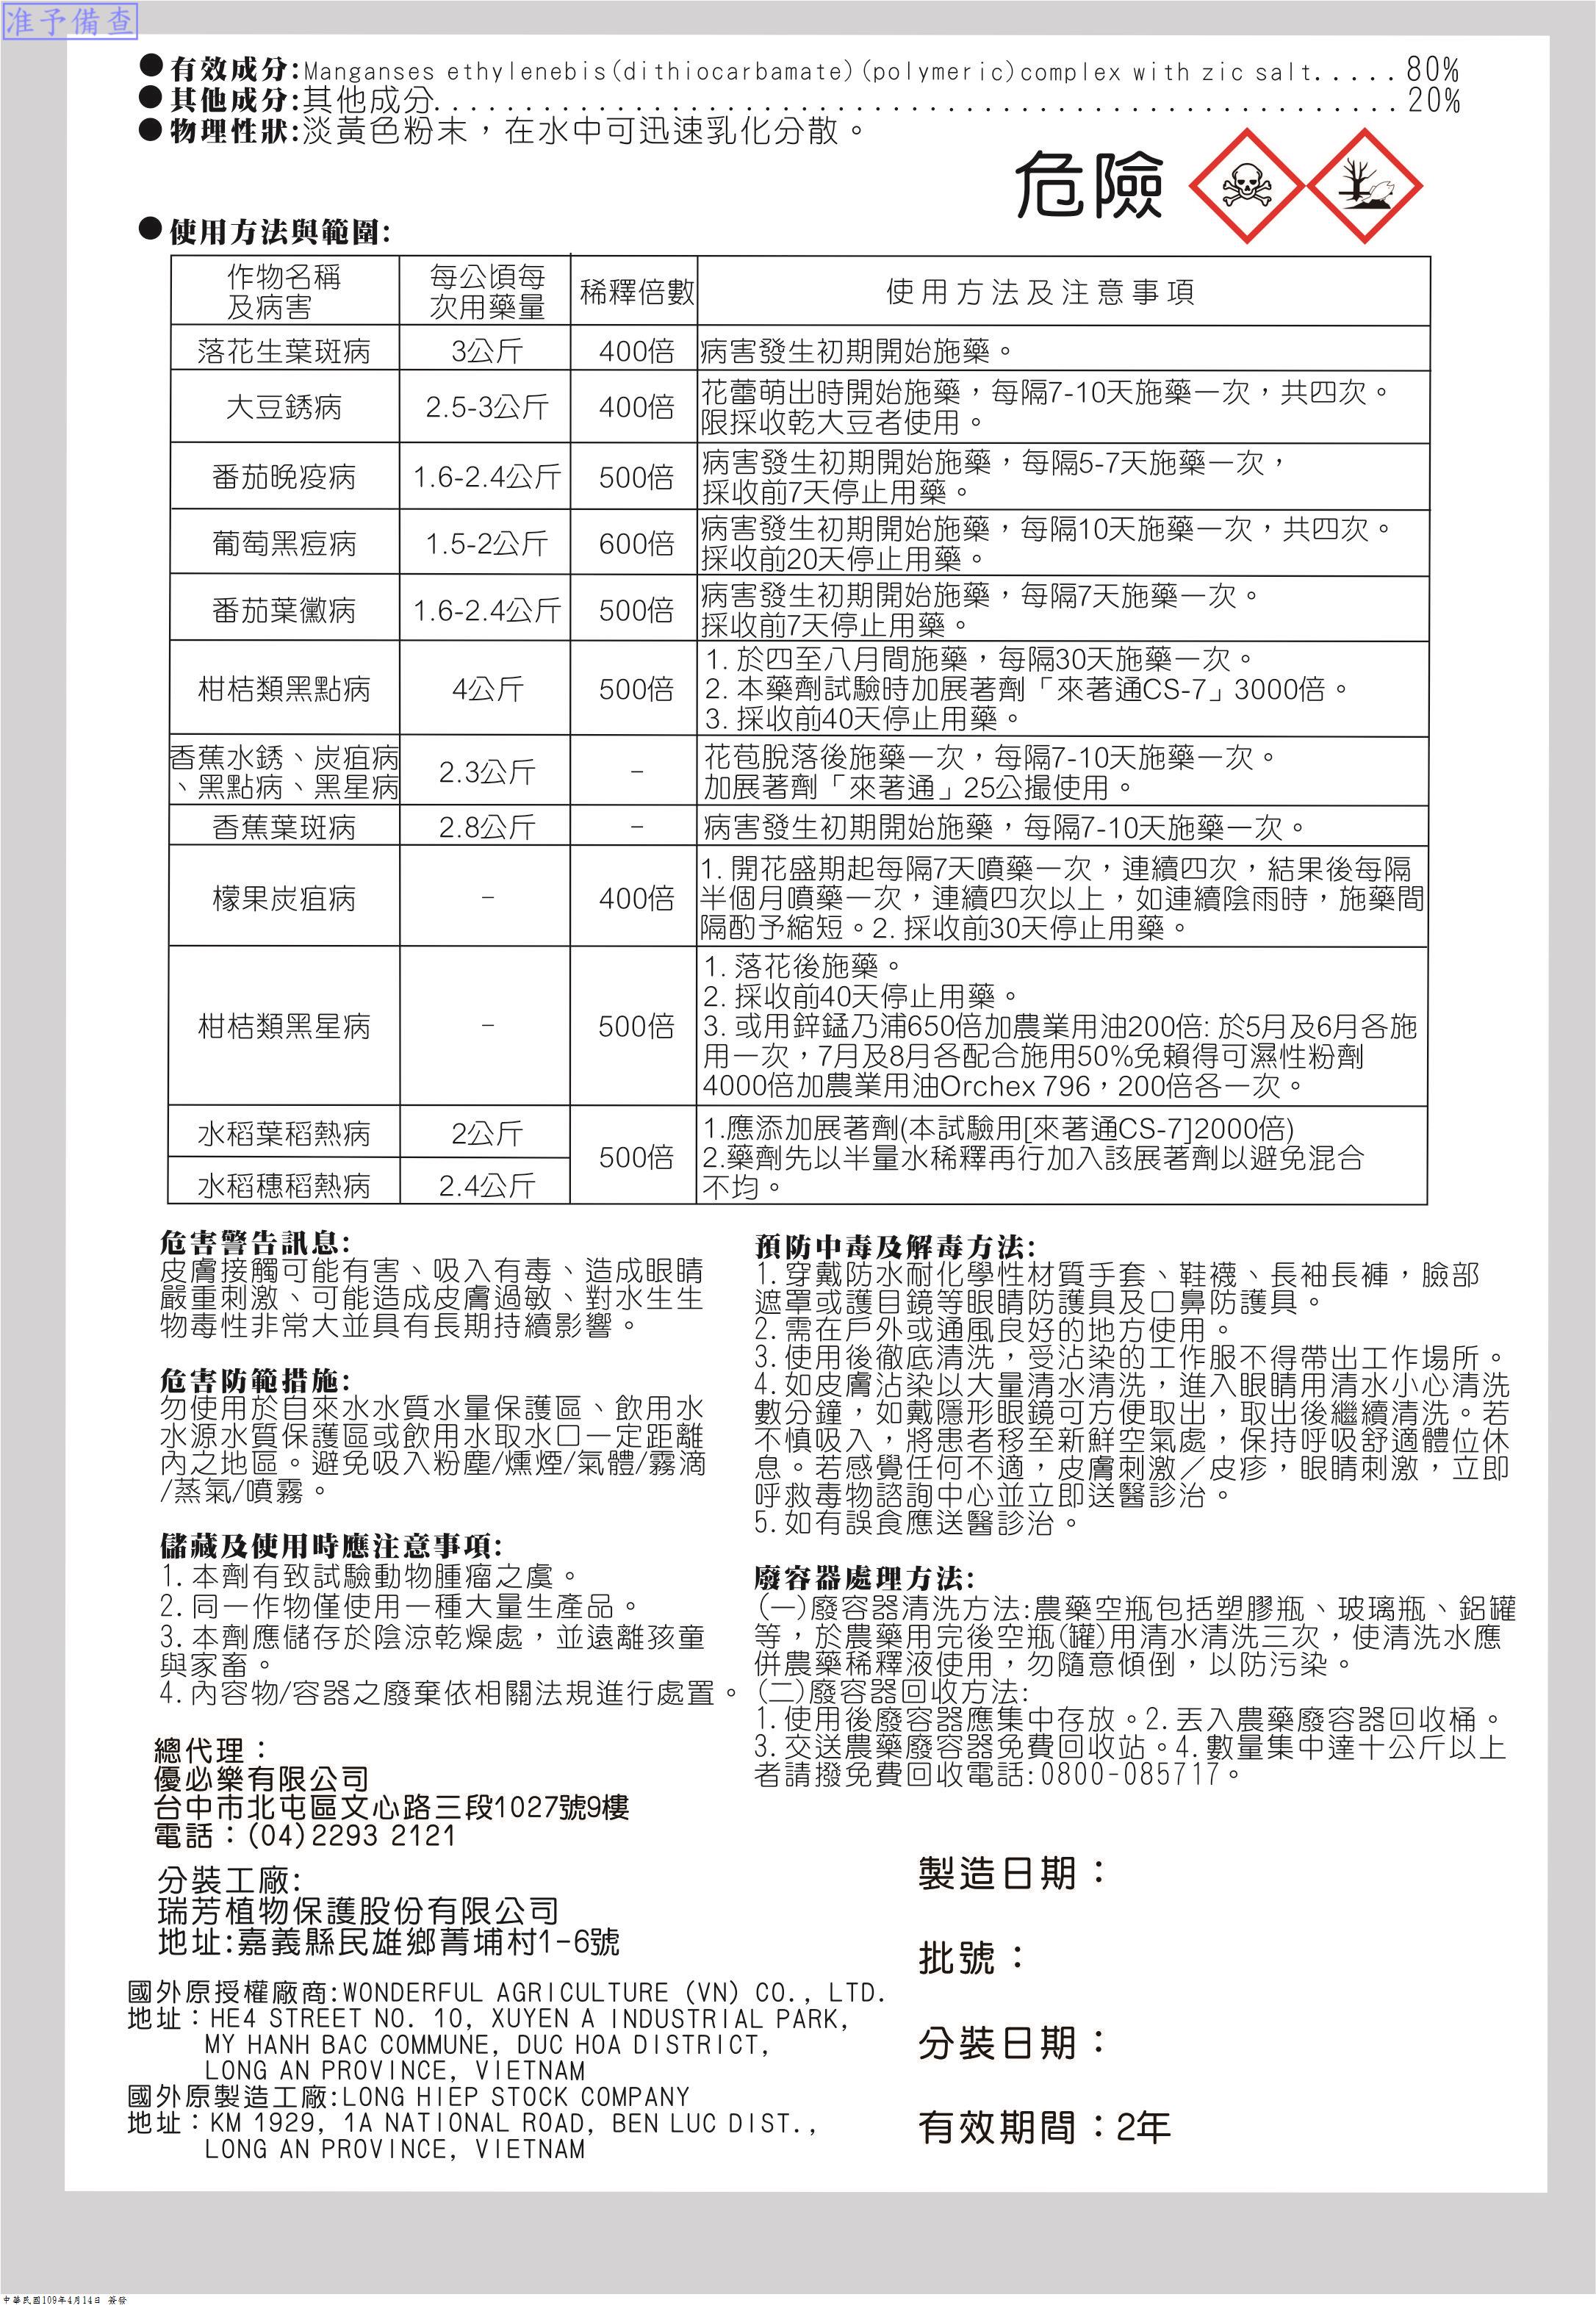 准予備查
●有效成分:Manganses ethylenebis(dithiocarbamate)(polymeric)complex with zic salt.....80%
●其他成分:其他成分........................................................20%
●物理性狀:淡黃色粉末，在水中可迅速乳化分散。
危險
●使用方法與範圍:
作物名稱及病害 每公頃每次用藥量 稀釋倍數 使用方法及注意事項
落花生葉斑病 3公斤 400倍 病害發生初期開始施藥。
大豆銹病 2.5-3公斤 400倍 花蕾萌出時開始施藥，每隔7-10天施藥一次，共四次。
限採收乾大豆者使用。
番茄晚疫病 1.6-2.4公斤 500倍 病害發生初期開始施藥，每隔5-7天施藥一次，
採收前7天停止用藥。
葡萄黑痘病 1.5-2公斤 600倍 病害發生初期開始施藥，每隔10天施藥一次，共四次。
採收前20天停止用藥。
番茄葉黴病 1.6-2.4公斤 500倍 病害發生初期開始施藥，每隔7天施藥一次。
採收前7天停止用藥。
柑桔類黑點病 4公斤 500倍 1. 於四至八月間施藥，每隔30天施藥一次。
2. 本藥劑試驗時加展著劑「來著通CS-7」3000倍。
3. 採收前40天停止用藥。
香蕉水銹、炭疽病
、黑點病、黑星病 2.3公斤 - 花苞脫落後施藥一次，每隔7-10天施藥一次。
加展著劑「來著通」25公撮使用。
香蕉葉斑病 2.8公斤 - 病害發生初期開始施藥，每隔7-10天施藥一次。
檬果炭疽病 - 400倍 1. 開花盛期起每隔7天噴藥一次，連續四次，結果後每隔
半個月噴藥一次，連續四次以上，如連續陰雨時，施藥間
隔酌予縮短。2. 採收前30天停止用藥。
柑桔類黑星病 - 500倍 1. 落花後施藥。
2. 採收前40天停止用藥。
3. 或用鋅錳乃浦650倍加農業用油200倍: 於5月及6月各施
用一次，7月及8月各配合施用50%免賴得可濕性粉劑
4000倍加農業用油Orchex 796，200倍各一次。
水稻葉稻熱病 2公斤 500倍 1.應添加展著劑(本試驗用[來著通CS-7]2000倍)
2.藥劑先以半量水稀釋再行加入該展著劑以避免混合
不均。
水稻穗稻熱病 2.4公斤
危害警告訊息:
皮膚接觸可能有害、吸入有毒、造成眼睛
嚴重刺激、可能造成皮膚過敏、對水生生
物毒性非常大並具有長期持續影響。
危害防範措施:
勿使用於自來水水質水量保護區、飲用水
水源水質保護區或飲用水取水口一定距離
內之地區。避免吸入粉塵/燻煙/氣體/霧滴
/蒸氣/噴霧。
儲藏及使用時應注意事項:
1. 本劑有致試驗動物腫瘤之虞。
2. 同一作物僅使用一種大量生產品。
3. 本劑應儲存於陰涼乾燥處，並遠離孩童
與家畜。
4. 內容物/容器之廢棄依相關法規進行處置。
預防中毒及解毒方法:
1. 穿戴防水耐化學性材質手套、鞋襪、長袖長褲，臉部
遮罩或護目鏡等眼睛防護具及口鼻防護具。
2. 需在戶外或通風良好的地方使用。
3. 使用後徹底清洗，受沾染的工作服不得帶出工作場所。
4. 如皮膚沾染以大量清水清洗，進入眼睛用清水小心清洗
數分鐘，如戴隱形眼鏡可方便取出，取出後繼續清洗。若
不慎吸入，將患者移至新鮮空氣處，保持呼吸舒適體位休
息。若感覺任何不適，皮膚刺激／皮疹，眼睛刺激，立即
呼救毒物諮詢中心並立即送醫診治。
5. 如有誤食應送醫診治。
廢容器處理方法:
(一)廢容器清洗方法:農藥空瓶包括塑膠瓶、玻璃瓶、鋁罐
等，於農藥用完後空瓶(罐)用清水清洗三次，使清洗水應
併農藥稀釋液使用，勿隨意傾倒，以防污染。
(二)廢容器回收方法:
1. 使用後廢容器應集中存放。2. 丟入農藥廢容器回收桶。
3. 交送農藥廢容器免費回收站。4. 數量集中達十公斤以上
者請撥免費回收電話:0800-085717。
總代理：
優必樂有限公司
台中市北屯區文心路三段1027號9樓
電話：(04)2293 2121
分裝工廠:
瑞芳植物保護股份有限公司
地址:嘉義縣民雄鄉菁埔村1-6號
國外原授權廠商:WONDERFUL AGRICULTURE (VN) CO., LTD.
地址：HE4 STREET NO. 10, XUYEN A INDUSTRIAL PARK,
MY HANH BAC COMMUNE, DUC HOA DISTRICT,
LONG AN PROVINCE, VIETNAM
國外原製造工廠:LONG HIEP STOCK COMPANY
地址：KM 1929, 1A NATIONAL ROAD, BEN LUC DIST.,
LONG AN PROVINCE, VIETNAM
製造日期：
批號：
分裝日期：
有效期間：2年
中華民國109年4月14日 簽發